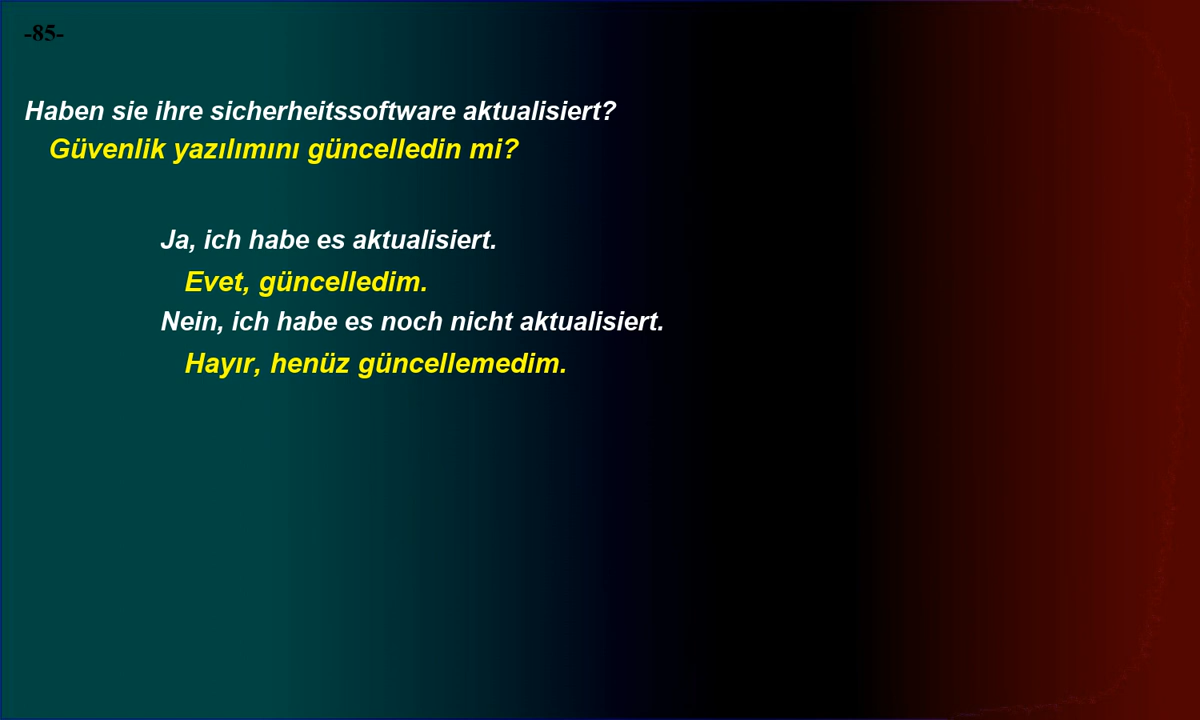 -85-
Haben sie ihre sicherheitssoftware aktualisiert?
Güvenlik yazılımını güncelledin mi?
Ja, ich habe es aktualisiert.
Evet, güncelledim.
Nein, ich habe es noch nicht aktualisiert.
Hayır, henüz güncellemedim.